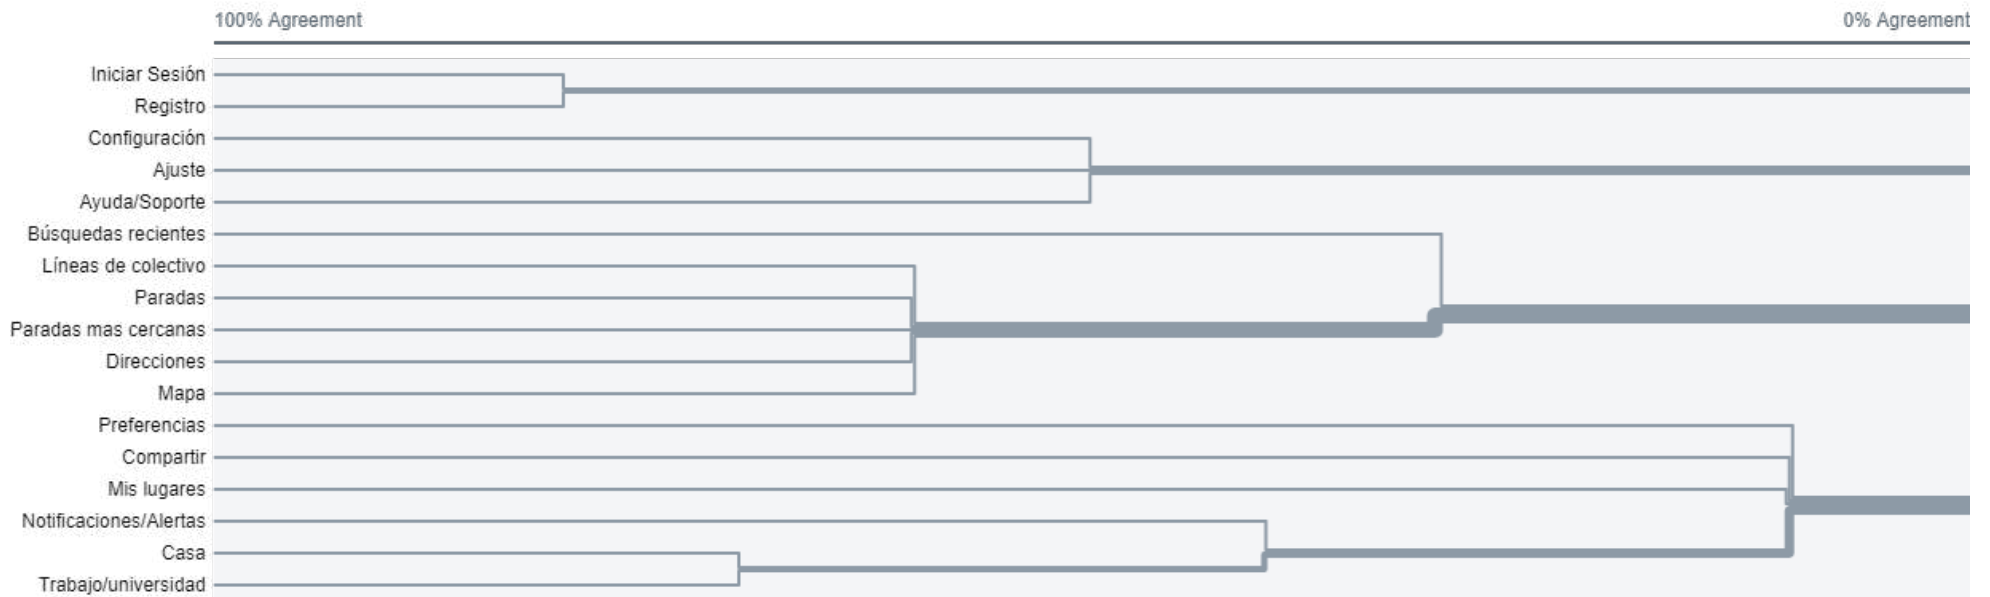 100% Agreement 0% Agreement
Iniciar Sesión
Registro
Configuración
Ajuste
Ayuda/Soporte
Búsquedas recientes
Líneas de colectivo
Paradas
Paradas mas cercanas
Direcciones
Mapa
Preferencias
Compartir
Mis lugares
Notificaciones/Alertas
Casa
Trabajo/universidad